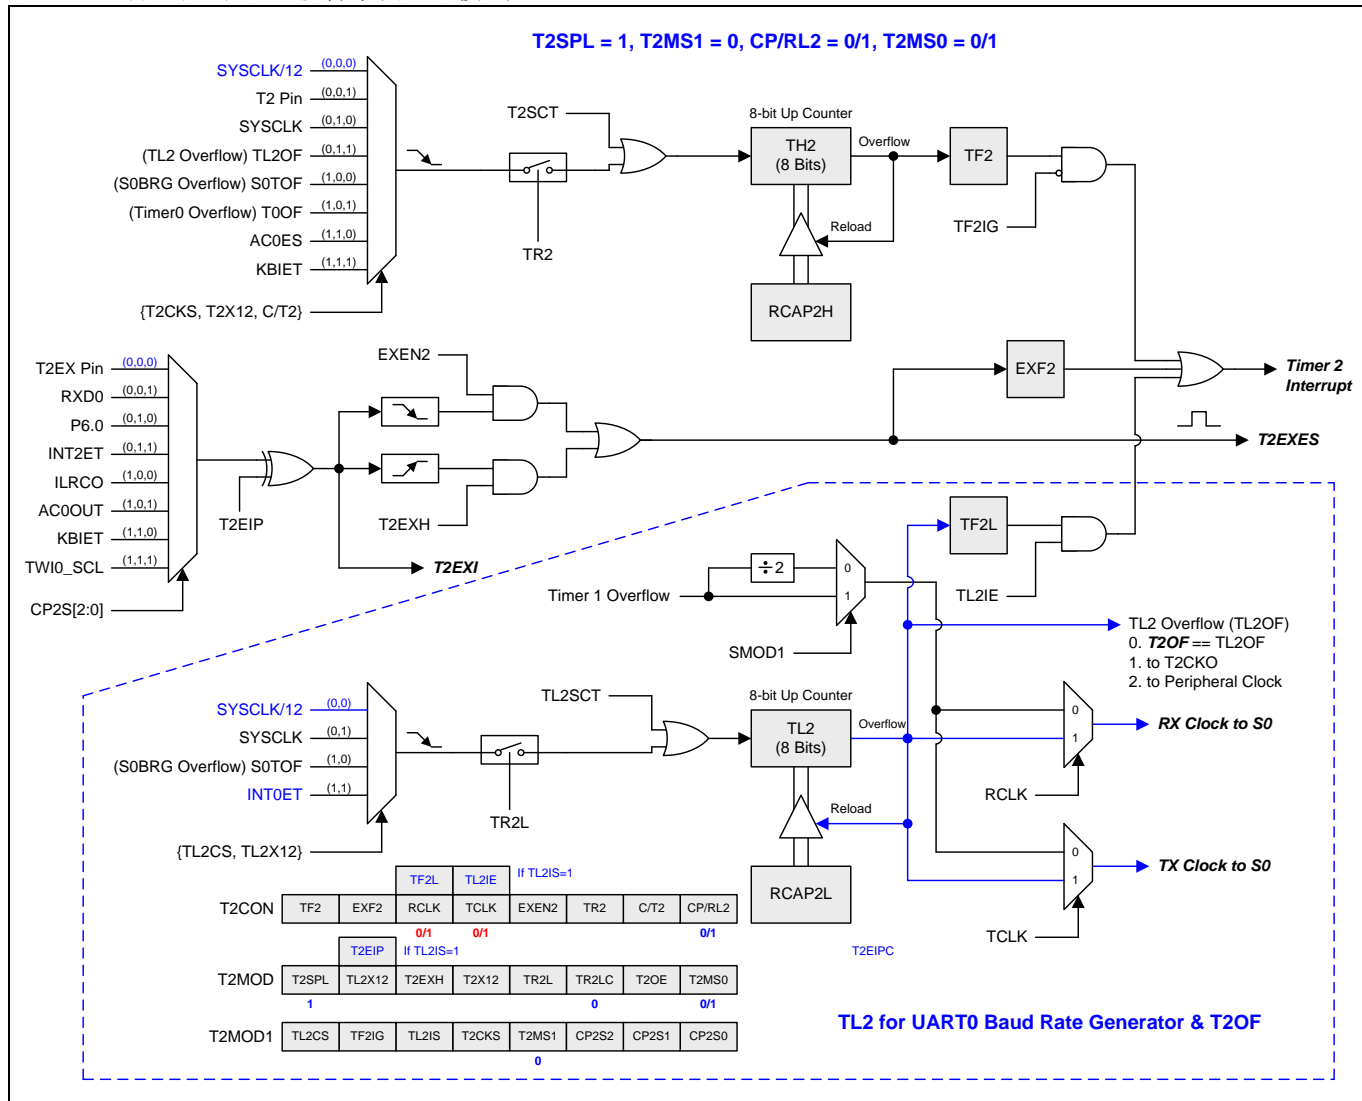 T2SPL = 1, T2MS1 = 0, CP/RL2 = 0/1, T2MS0 = 0/1
SYSCLK/12 (0,0,0)
T2 Pin (0,0,1)
SYSCLK (0,1,0)
(TL2 Overflow) TL2OF (0,1,1)
(S0BRG Overflow) S0TOF (1,0,0)
(Timer0 Overflow) T0OF (1,0,1)
AC0ES (1,1,0)
KBIET (1,1,1)
{T2CKS, T2X12, C/T2}
TR2
T2SCT
8-bit Up Counter
TH2
(8 Bits)
Overflow
Reload
RCAP2H
TF2
TF2IG
T2EX Pin (0,0,0)
RXD0 (0,0,1)
P6.0 (0,1,0)
INT2ET (0,1,1)
ILRCO (1,0,0)
AC0OUT (1,0,1)
KBIET (1,1,0)
TWI0_SCL (1,1,1)
CP2S[2:0]
T2EIP
EXEN2
T2EXH
T2EXI
EXF2
Timer 2
Interrupt
T2EXES
TF2L
TL2IE
÷2
Timer 1 Overflow
0
1
SMOD1
TL2 Overflow (TL2OF)
0. T2OF == TL2OF
1. to T2CKO
2. to Peripheral Clock
SYSCLK/12 (0,0)
SYSCLK (0,1)
(S0BRG Overflow) S0TOF (1,0)
INT0ET (1,1)
{TL2CS, TL2X12}
TR2L
TL2SCT
8-bit Up Counter
TL2
(8 Bits)
Overflow
Reload
RCAP2L
0
1
RX Clock to S0
RCLK
0
1
TX Clock to S0
TCLK
TF2L TL2IE If TL2IS=1
T2CON TF2 EXF2 RCLK TCLK EXEN2 TR2 C/T2 CP/RL2
0/1 0/1 0/1
T2EIP If TL2IS=1
T2EIPC
T2MOD T2SPL TL2X12 T2EXH T2X12 TR2L TR2LC T2OE T2MS0
1 0 0/1
T2MOD1 TL2CS TF2IG TL2IS T2CKS T2MS1 CP2S2 CP2S1 CP2S0
0
TL2 for UART0 Baud Rate Generator & T2OF